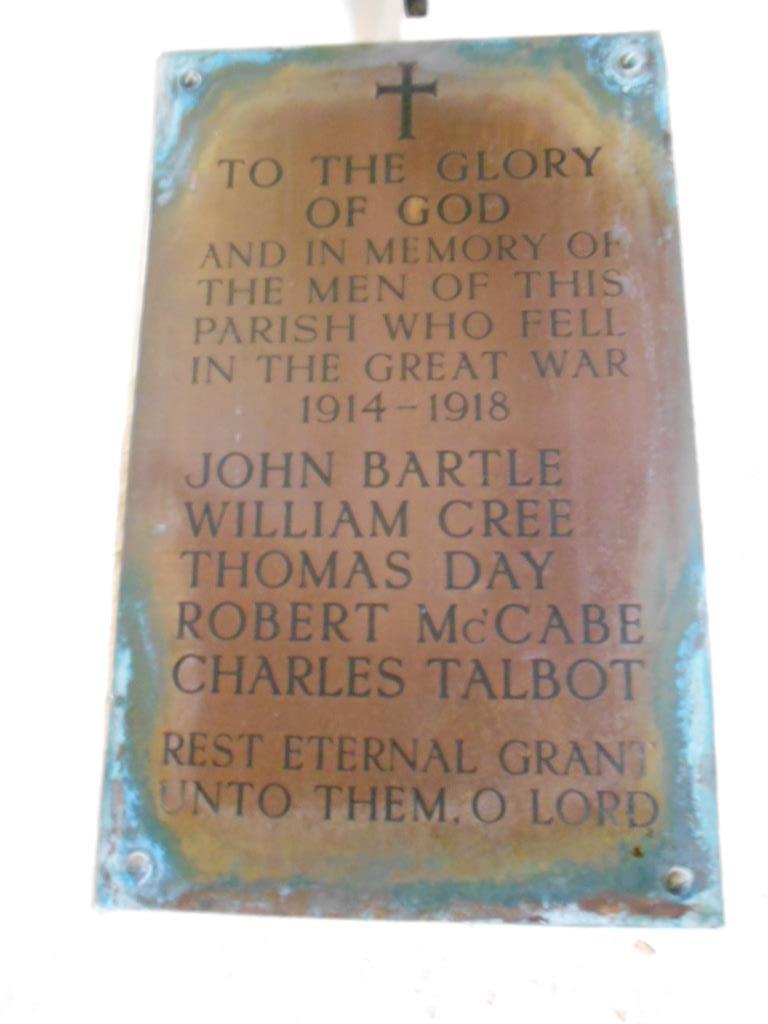 TO THE GLORY
OF GOD
AND IN MEMORY OF
THE MEN OF THIS
PARISH WHO FELL
IN THE GREAT WAR
1914-1918
JOHN BARTLE
WILLIAM CREE
THOMAS DAY
ROBERT McCABE
CHARLES TALBOT
REST ETERNAL GRANT
UNTO THEM, O LORD